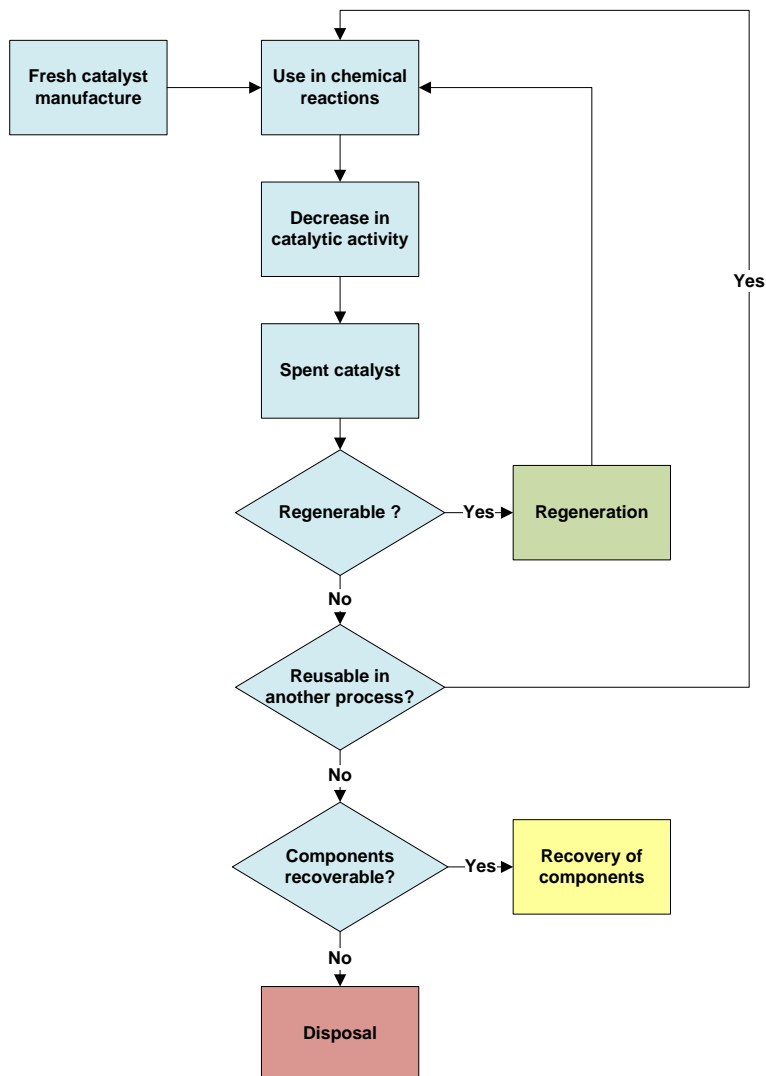 Fresh catalyst
manufacture
Use in chemical
reactions
Decrease in
catalytic activity
Yes
Spent catalyst
Regenerable ?
Yes
Regeneration
No
Reusable in
another process?
No
Components
recoverable?
Yes
Recovery of
components
No
Disposal